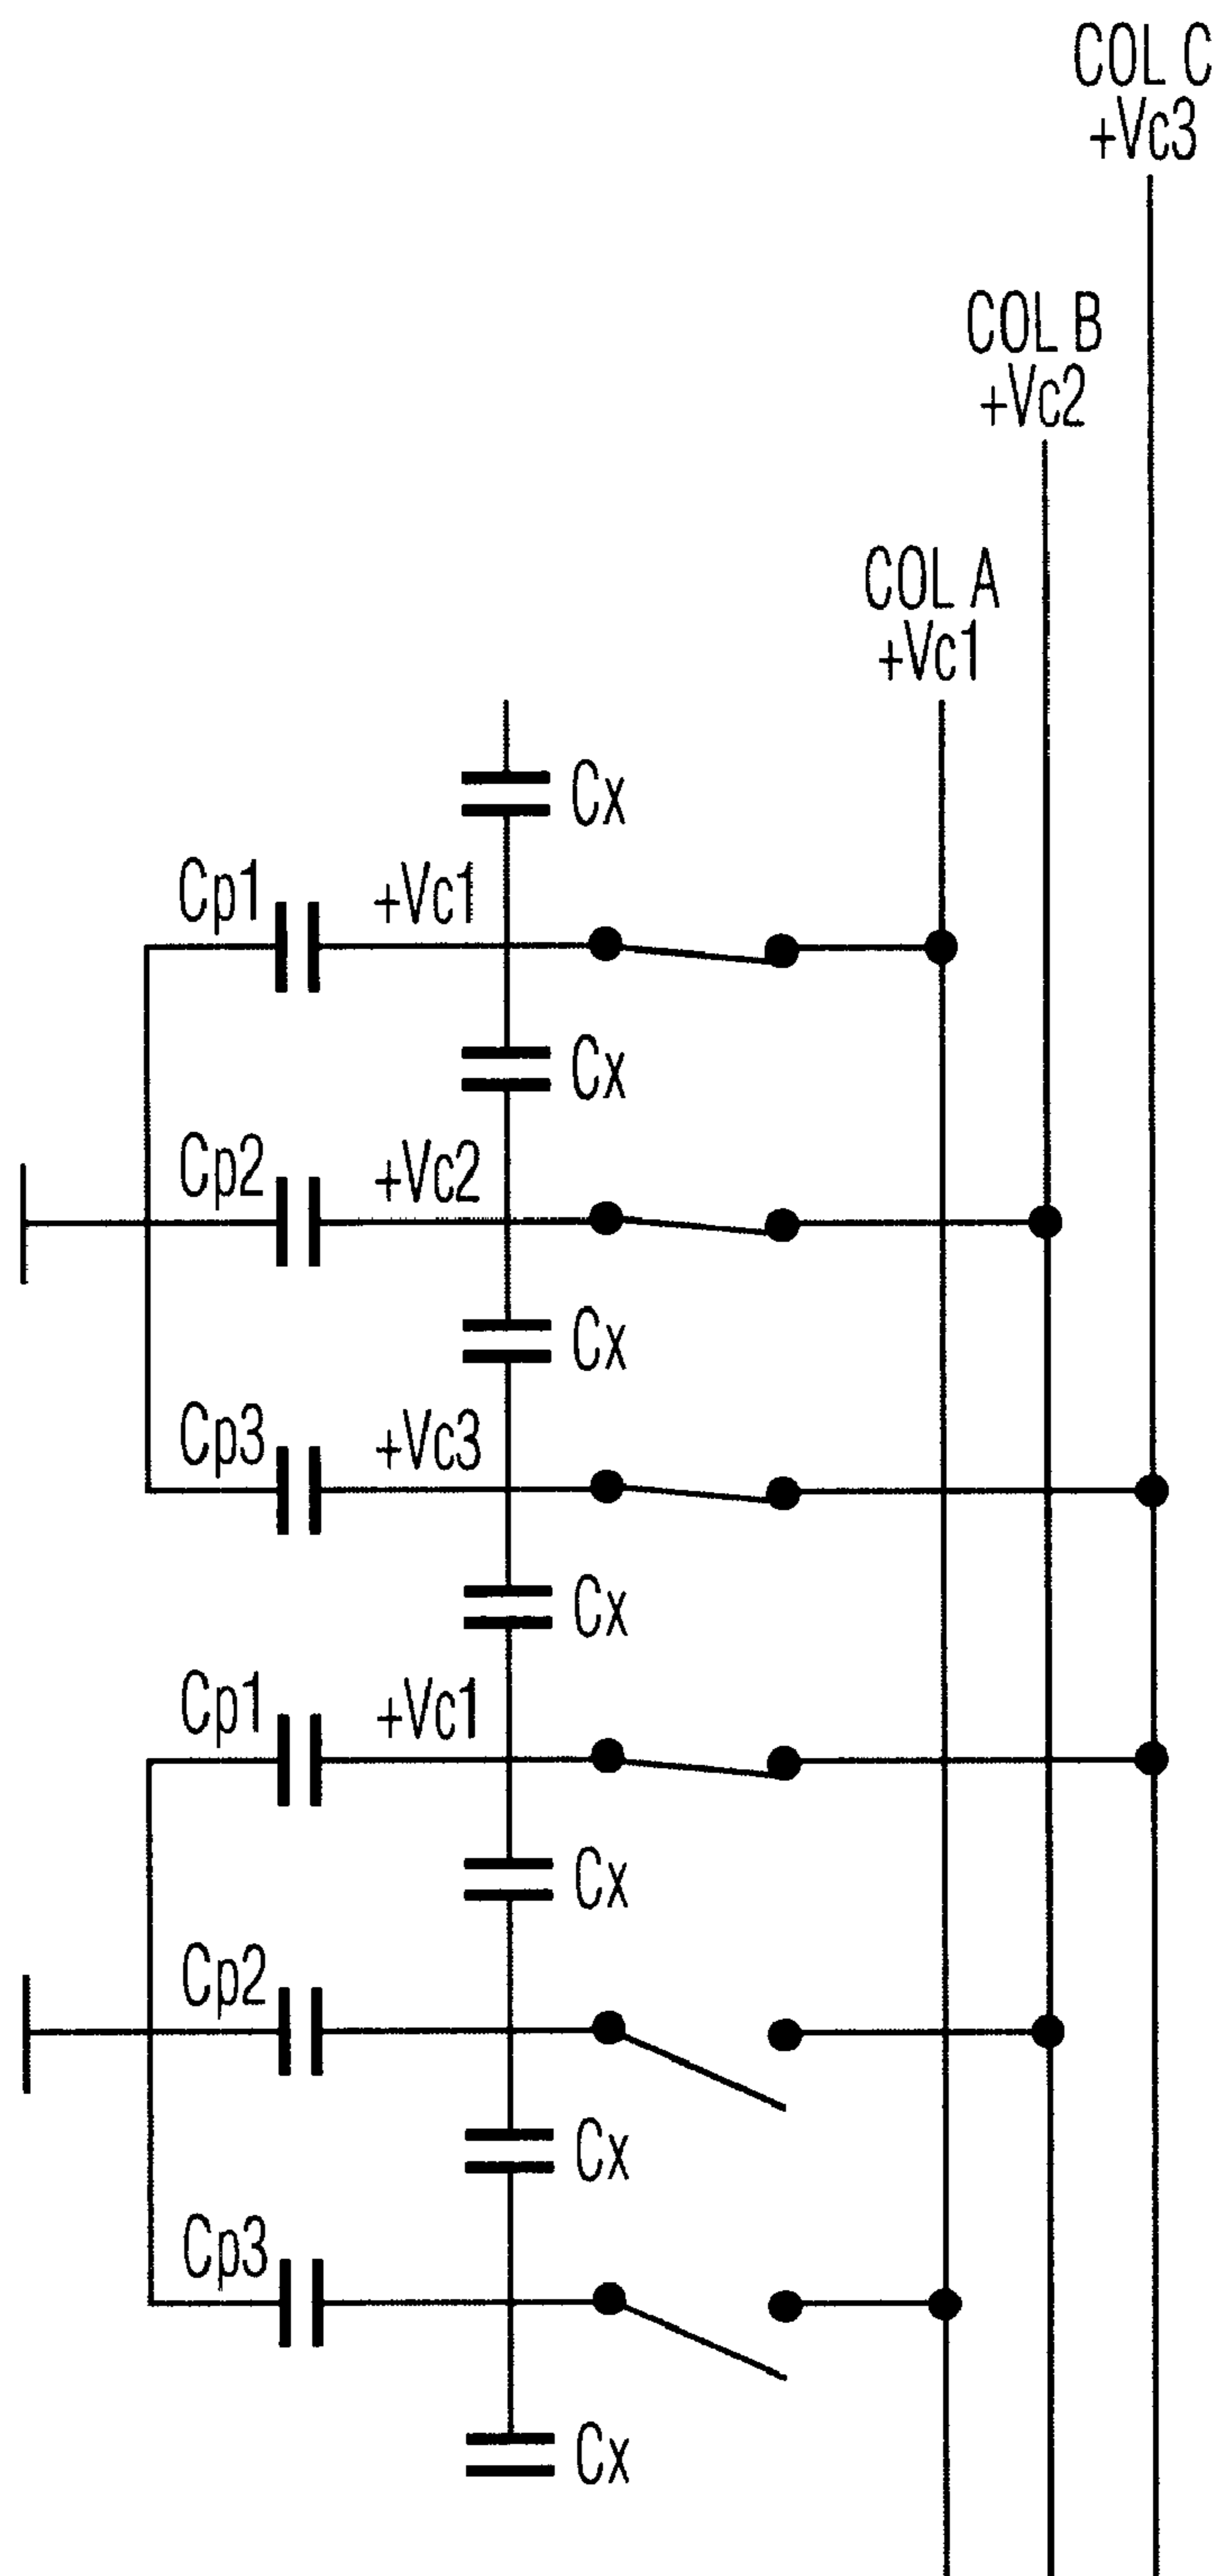 COL C
+Vc3
COL B
+Vc2
COL A
+Vc1
Cx
Cp1
+Vc1
Cx
Cp2
+Vc2
Cx
Cp3
+Vc3
Cx
Cp1
+Vc1
Cx
Cp2
Cx
Cp3
Cx